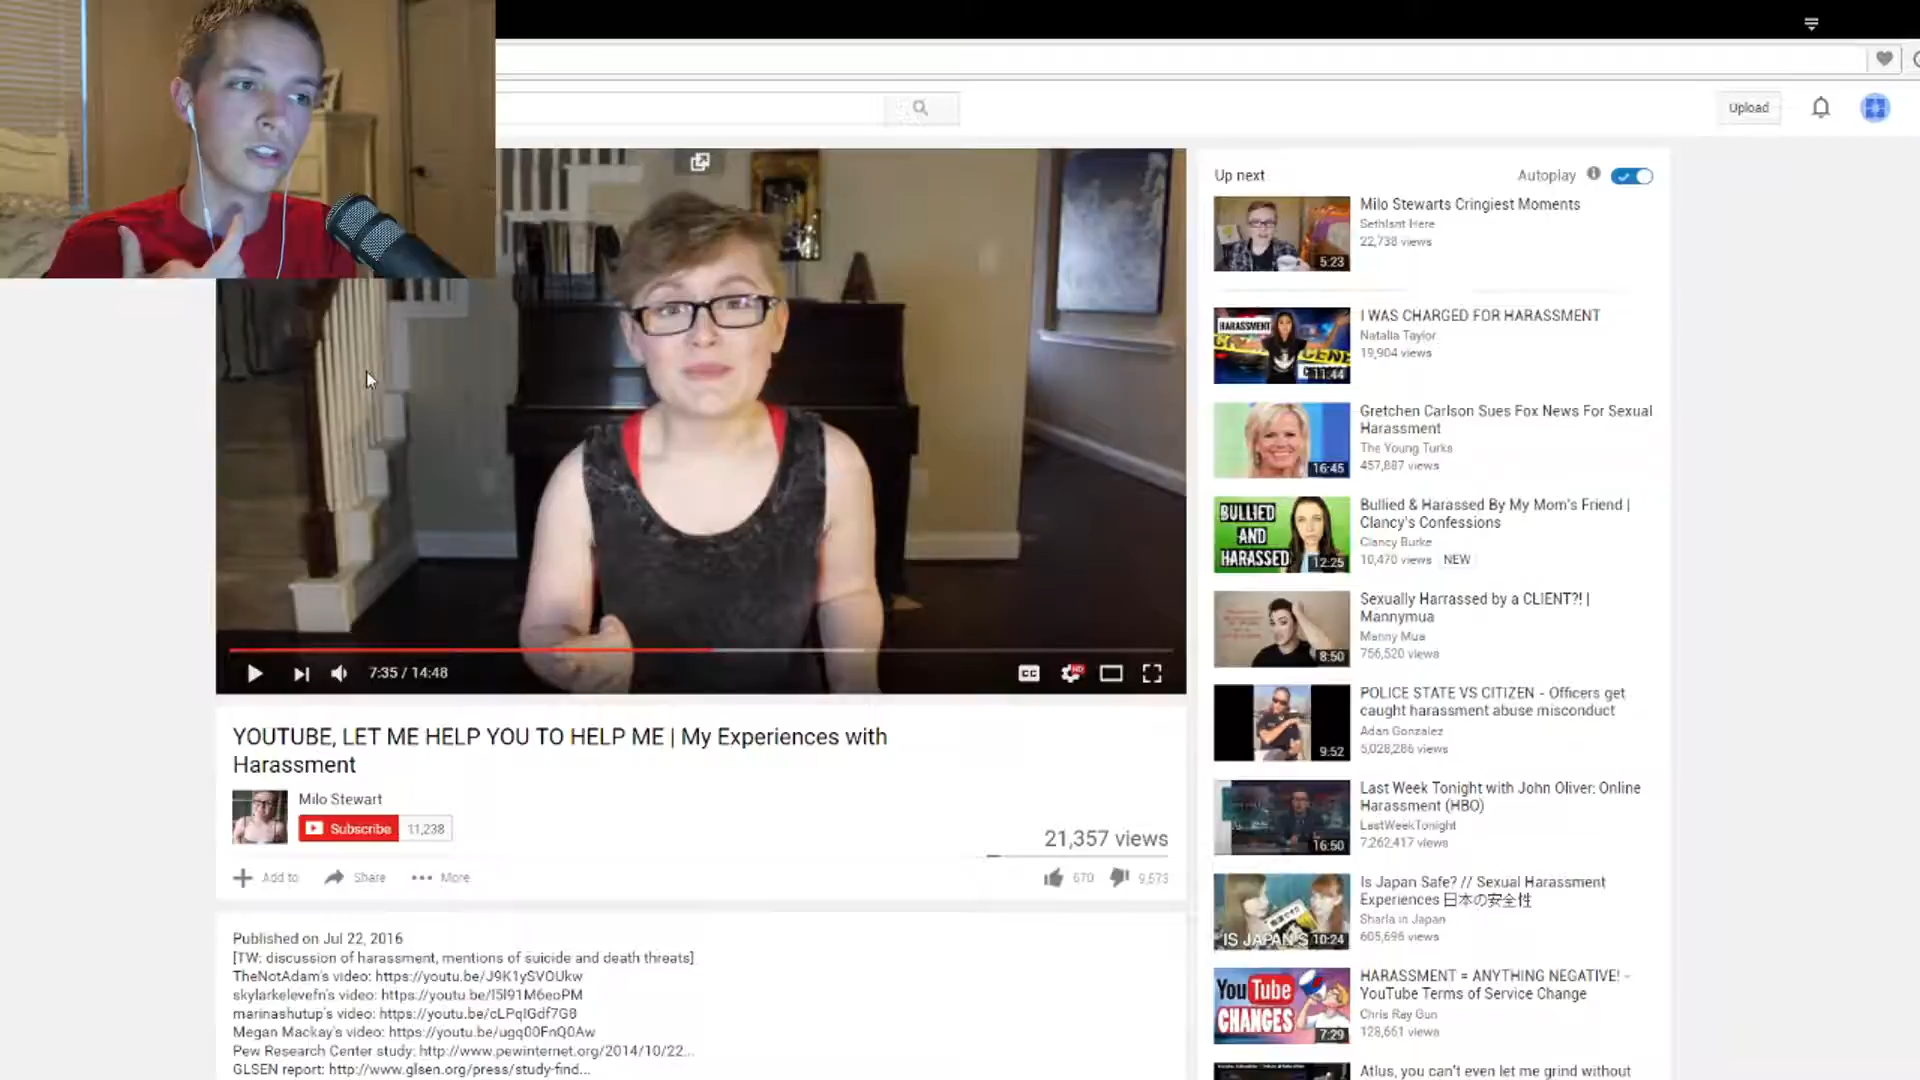 Upload
Up next
Autoplay
Milo Stewarts Cringiest Moments
SethIsnt Here
22,738 views
5:23
HARASSMENT
I WAS CHARGED FOR HARASSMENT
Natalia Taylor
19,904 views
11:44
Gretchen Carlson Sues Fox News For Sexual
Harassment
The Young Turks
457,887 views
16:45
BULLIED
AND
HARASSED
12:25
Bullied & Harassed By My Mom's Friend |
Clancy's Confessions
Clancy Burke
10,470 views NEW
Sexually Harrassed by a CLIENT?! |
Mannymua
Manny Mua
756,520 views
8:50
POLICE STATE VS CITIZEN - Officers get
caught harassment abuse misconduct
Adan Gonzalez
5,028,286 views
9:52
Last Week Tonight with John Oliver: Online
Harassment (HBO)
LastWeekTonight
7,262,417 views
16:50
Is Japan Safe? // Sexual Harassment
Experiences 日本の安全性
Sharla in Japan
605,696 views
IS JAPAN
10:24
You Tube
CHANGES
7:29
HARASSMENT = ANYTHING NEGATIVE! -
YouTube Terms of Service Change
Chris Ray Gun
128,661 views
Atlus, you can't even let me grind without
7:35 / 14:48
CC
HD
YOUTUBE, LET ME HELP YOU TO HELP ME | My Experiences with
Harassment
Milo Stewart
Subscribe 11,238
21,357 views
Add to
Share
More
670
9,573
Published on Jul 22, 2016
[TW: discussion of harassment, mentions of suicide and death threats]
TheNotAdam's video: https://youtu.be/J9K1ySVOUkw
skylarkeleven's video: https://youtu.be/l5l91M6eoPM
marinashutup's video: https://youtu.be/cLPqIGdf7G8
Megan Mackay's video: https://youtu.be/ugq00FnQ0Aw
Pew Research Center study: http://www.pewinternet.org/2014/10/22...
GLSEN report: http://www.glsen.org/press/study-find...